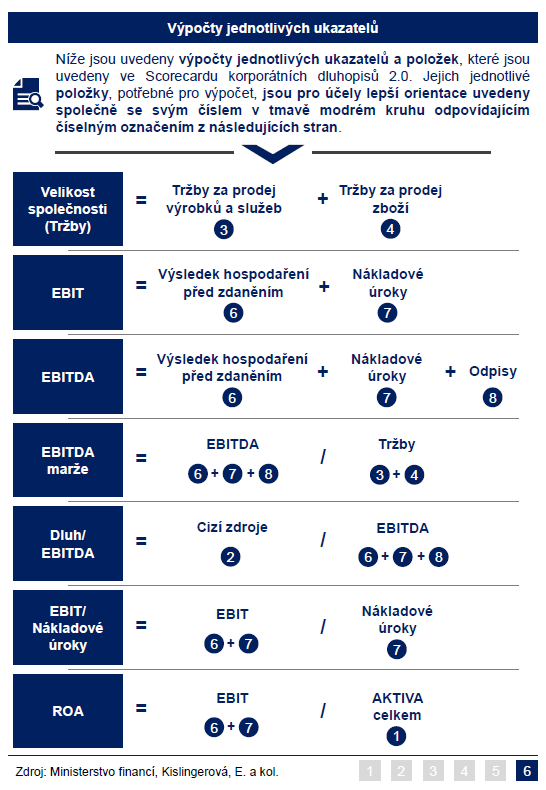 Výpočty jednotlivých ukazatelů
Níže jsou uvedeny výpočty jednotlivých ukazatelů a položek, které jsou
uvedeny ve Scorecardu korporátních dluhopisů 2.0. Jejich jednotlivé
položky, potřebné pro výpočet, jsou pro účely lepší orientace uvedeny
společně se svým číslem v tmavě modrém kruhu odpovídajícím
číselným označením z následujících stran.
Velikost
společnosti
(Tržby)
=
Tržby za prodej
výrobků a služeb
3
+
Tržby za prodej
zboží
4
EBIT
=
Výsledek hospodaření
před zdaněním
6
+
Nákladové
úroky
7
EBITDA
=
Výsledek hospodaření
před zdaněním
6
+
Nákladové
úroky
7
+
Odpisy
8
EBITDA
marže
=
EBITDA
6 + 7 + 8
/
Tržby
3 + 4
Dluh/
EBITDA
=
Cizí zdroje
2
/
EBITDA
6 + 7 + 8
EBIT/
Nákladové
úroky
=
EBIT
6 + 7
/
Nákladové
úroky
7
ROA
=
EBIT
6 + 7
/
AKTIVA
celkem
1
Zdroj: Ministerstvo financí, Kislingerová, E. a kol.
1 2 3 4 5 6